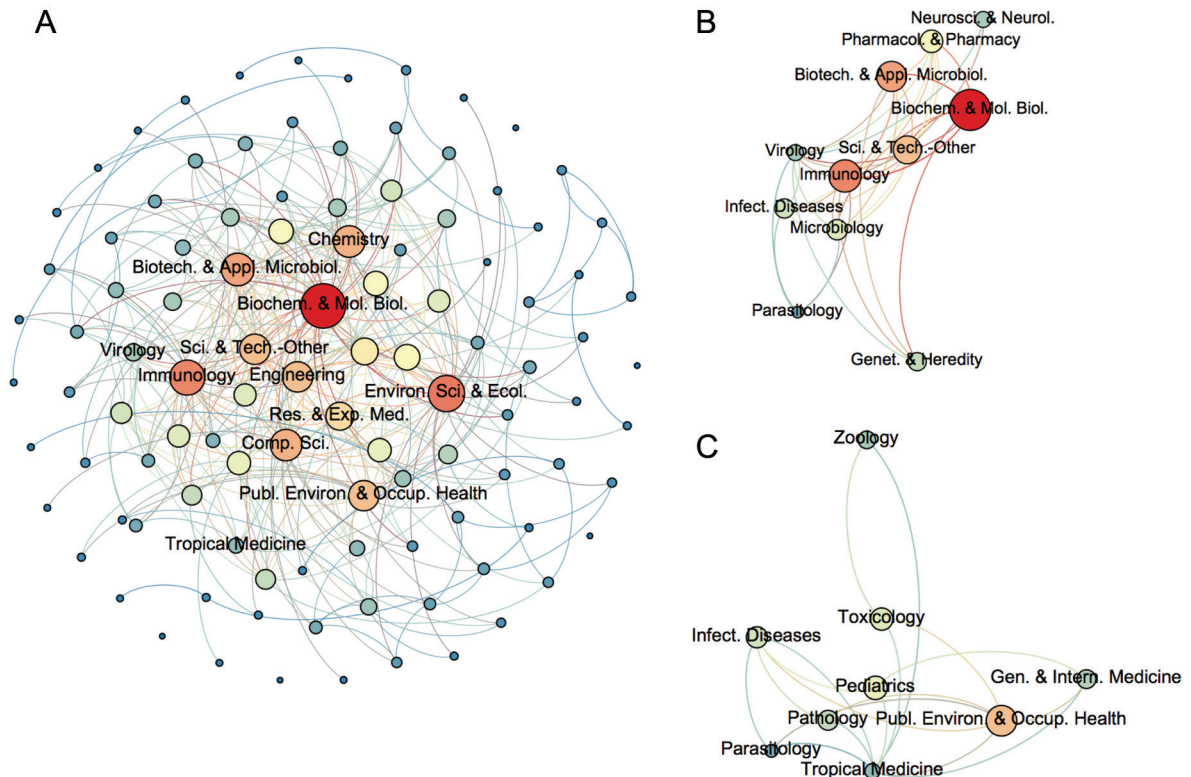 A
Chemistry
Biotech. & Appl. Microbiol.
Biochem. & Mol. Biol.
Virology
Sci. & Tech.-Other
Immunology
Engineering
Environ. Sci. & Ecol.
Res. & Exp. Med.
Comp. Sci.
Publ. Environ. & Occup. Health
Tropical Medicine
B
Neurosci. & Neurol.
Pharmacol. & Pharmacy
Biotech. & Appl. Microbiol.
Biochem. & Mol. Biol.
Virology
Sci. & Tech.-Other
Immunology
Infect. Diseases
Microbiology
Parasitology
Genet. & Heredity
C
Zoology
Toxicology
Infect. Diseases
Gen. & Intern. Medicine
Pediatrics
Pathology
Publ. Environ. & Occup. Health
Parasitology
Tropical Medicine